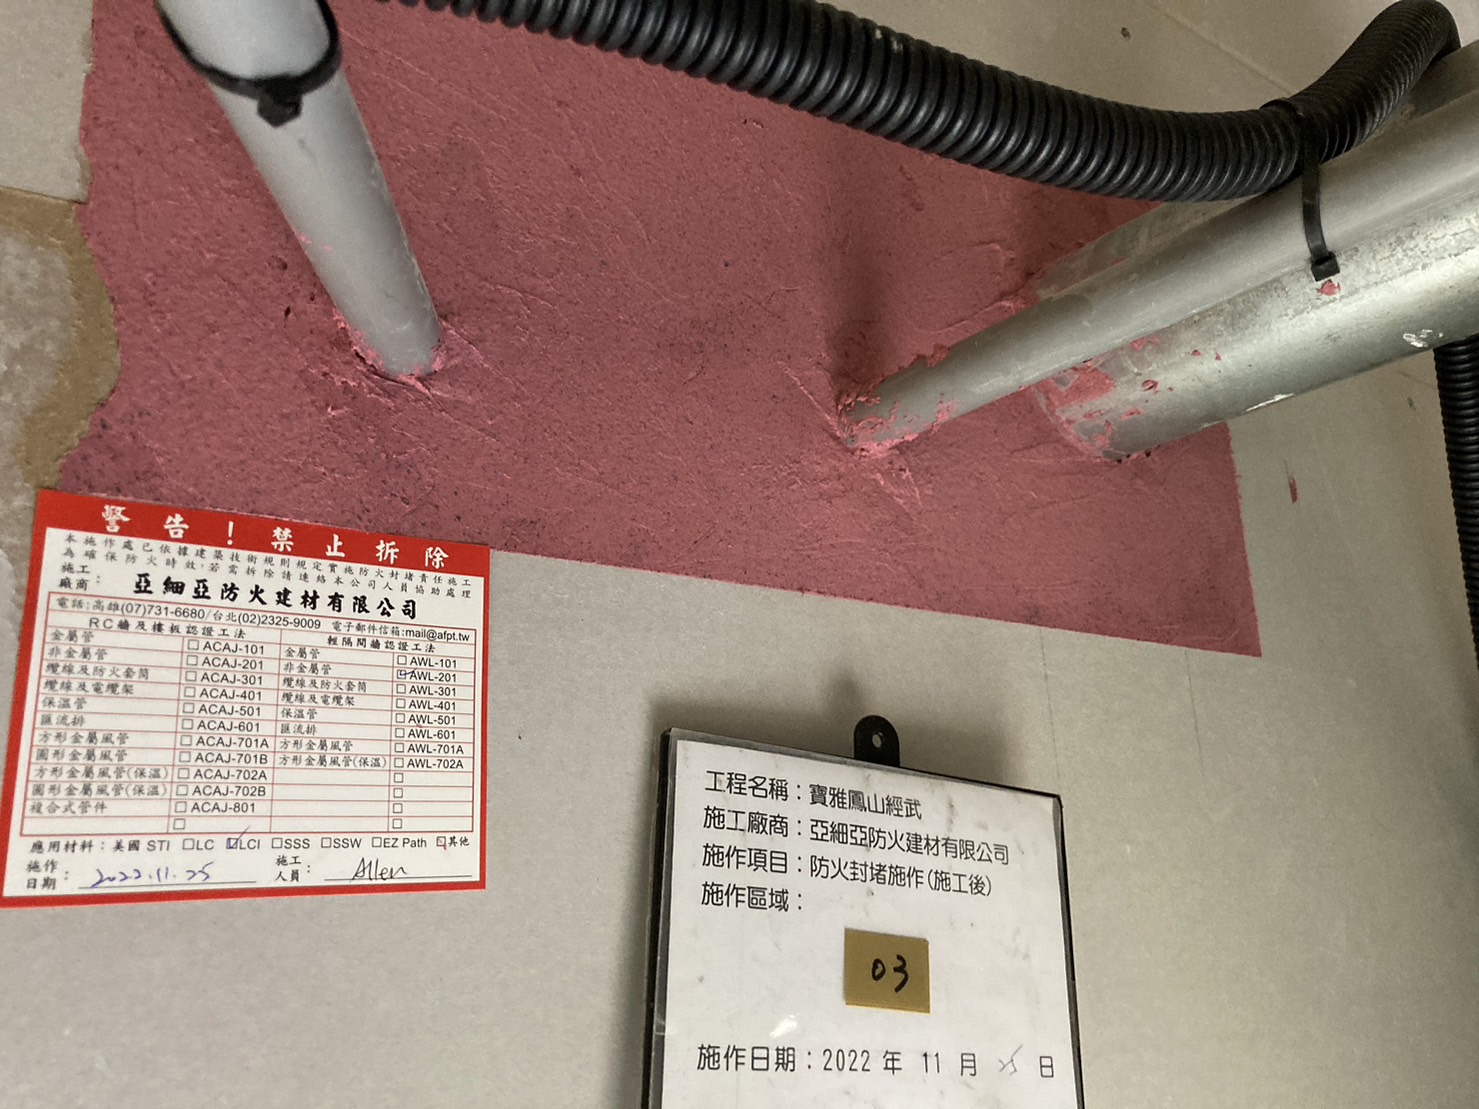 警告！禁止拆除
本施作處已依據建築技術規則規定實施防火封堵責任施工
為確保防火時效，若需拆除請連絡本公司人員協助處理
施工廠商：亞細亞防火建材有限公司
電話：高雄(07)731-6680/台北(02)2325-9009 電子郵件信箱：mail@afpt.tw
RC牆及樓板認證工法 輕隔間牆認證工法
金屬管 □ ACAJ-101 金屬管 □ AWL-101
非金屬管 □ ACAJ-201 非金屬管 ☑ AWL-201
纜線及防火套筒 □ ACAJ-301 纜線及防火套筒 □ AWL-301
纜線及電纜架 □ ACAJ-401 纜線及電纜架 □ AWL-401
保溫管 □ ACAJ-501 保溫管 □ AWL-501
匯流排 □ ACAJ-601 匯流排 □ AWL-601
方形金屬風管 □ ACAJ-701A 方形金屬風管 □ AWL-701A
圓形金屬風管 □ ACAJ-701B 方形金屬風管(保溫) □ AWL-702A
方形金屬風管(保溫) □ ACAJ-702A □
圓形金屬風管(保溫) □ ACAJ-702B □
複合式管件 □ ACAJ-801 □
□ □
應用材料：美國 STI □LC ☑LCI □SSS □SSW □EZ Path □其他
施作日期：2022.11.25 施工人員：Allen
工程名稱：寶雅鳳山經武
施工廠商：亞細亞防火建材有限公司
施作項目：防火封堵施作(施工後)
施作區域：
03
施作日期：2022 年 11 月 25 日